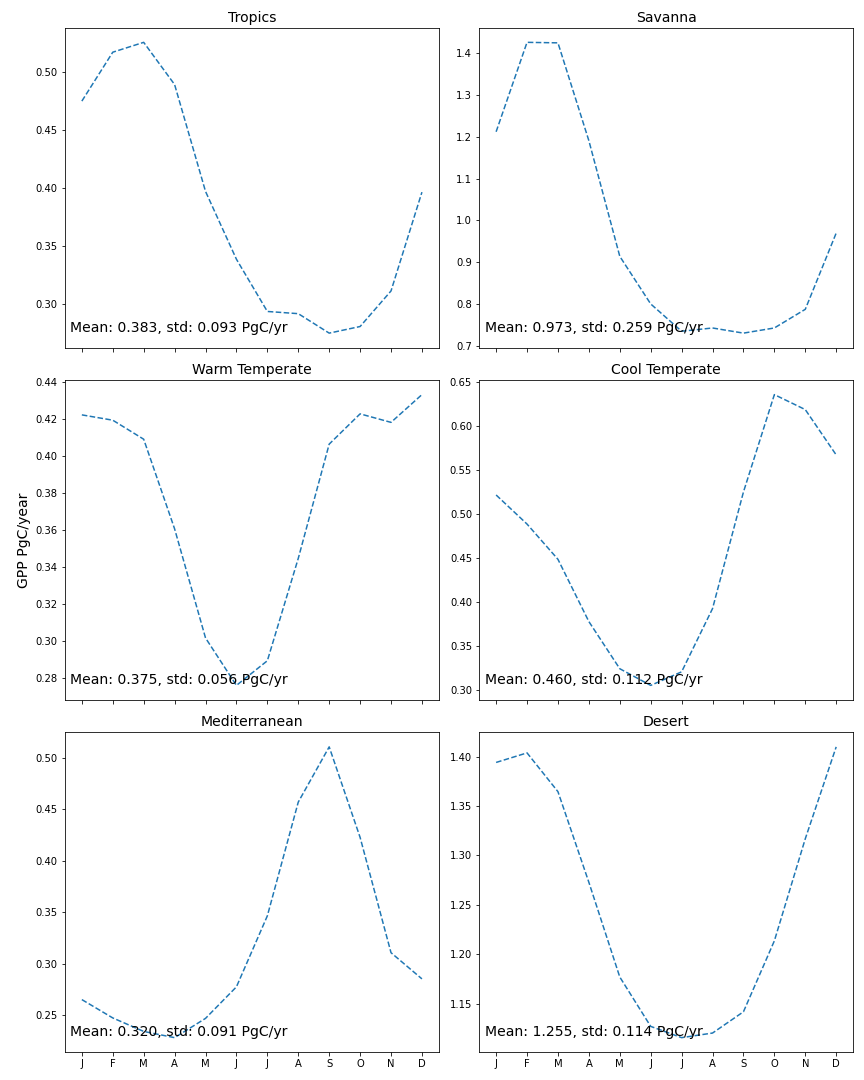 Tropics
Savanna
0.50
0.45
0.40
0.35
0.30
Mean: 0.383, std: 0.093 PgC/yr
1.4
1.3
1.2
1.1
1.0
0.9
0.8
0.7
Mean: 0.973, std: 0.259 PgC/yr
Warm Temperate
Cool Temperate
GPP PgC/year
0.44
0.42
0.40
0.38
0.36
0.34
0.32
0.30
0.28
Mean: 0.375, std: 0.056 PgC/yr
0.65
0.60
0.55
0.50
0.45
0.40
0.35
0.30
Mean: 0.460, std: 0.112 PgC/yr
Mediterranean
Desert
0.50
0.45
0.40
0.35
0.30
0.25
Mean: 0.320, std: 0.091 PgC/yr
J F M A M J J A S O N D
1.40
1.35
1.30
1.25
1.20
1.15
Mean: 1.255, std: 0.114 PgC/yr
J F M A M J J A S O N D